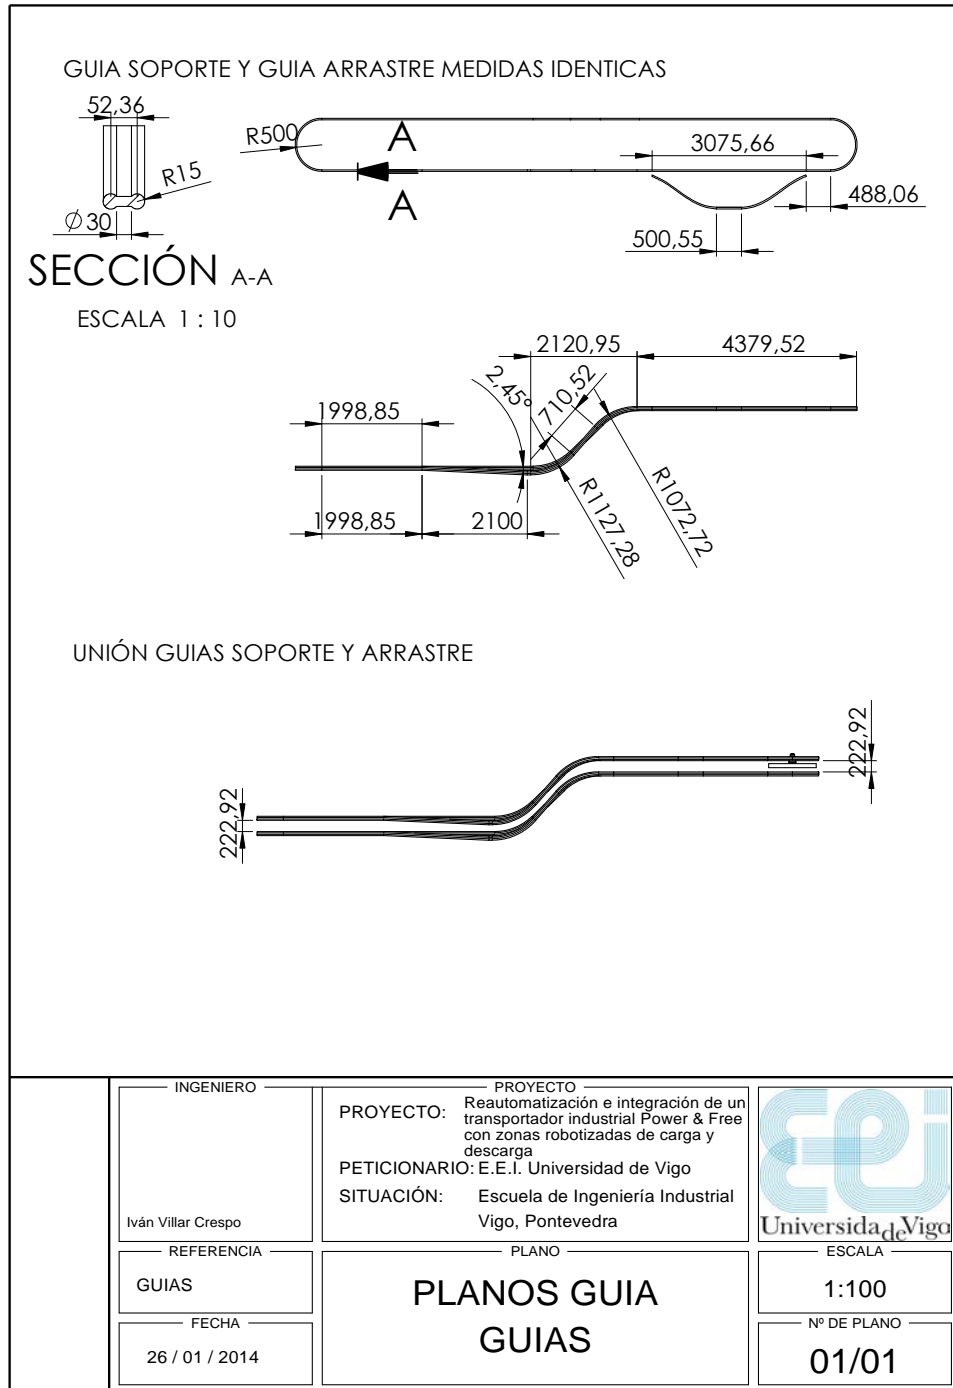 GUIA SOPORTE Y GUIA ARRASTRE MEDIDAS IDENTICAS
52,36
R15
Ø 30
SECCIÓN A-A
ESCALA 1 : 10
R500
A
A
3075,66
488,06
500,55
2120,95
4379,52
2,45°
710,52
1998,85
R1072,72
R1127,28
1998,85
2100
UNIÓN GUIAS SOPORTE Y ARRASTRE
222,92
222,92
INGENIERO
Iván Villar Crespo
PROYECTO
PROYECTO: Reautomatización e integración de un
transportador industrial Power & Free
con zonas robotizadas de carga y
descarga
PETICIONARIO: E.E.I. Universidad de Vigo
SITUACIÓN: Escuela de Ingeniería Industrial
Vigo, Pontevedra
eei
UniversidadeVigo
REFERENCIA
GUIAS
PLANO
PLANOS GUIA
GUIAS
ESCALA
1:100
FECHA
26 / 01 / 2014
Nº DE PLANO
01/01